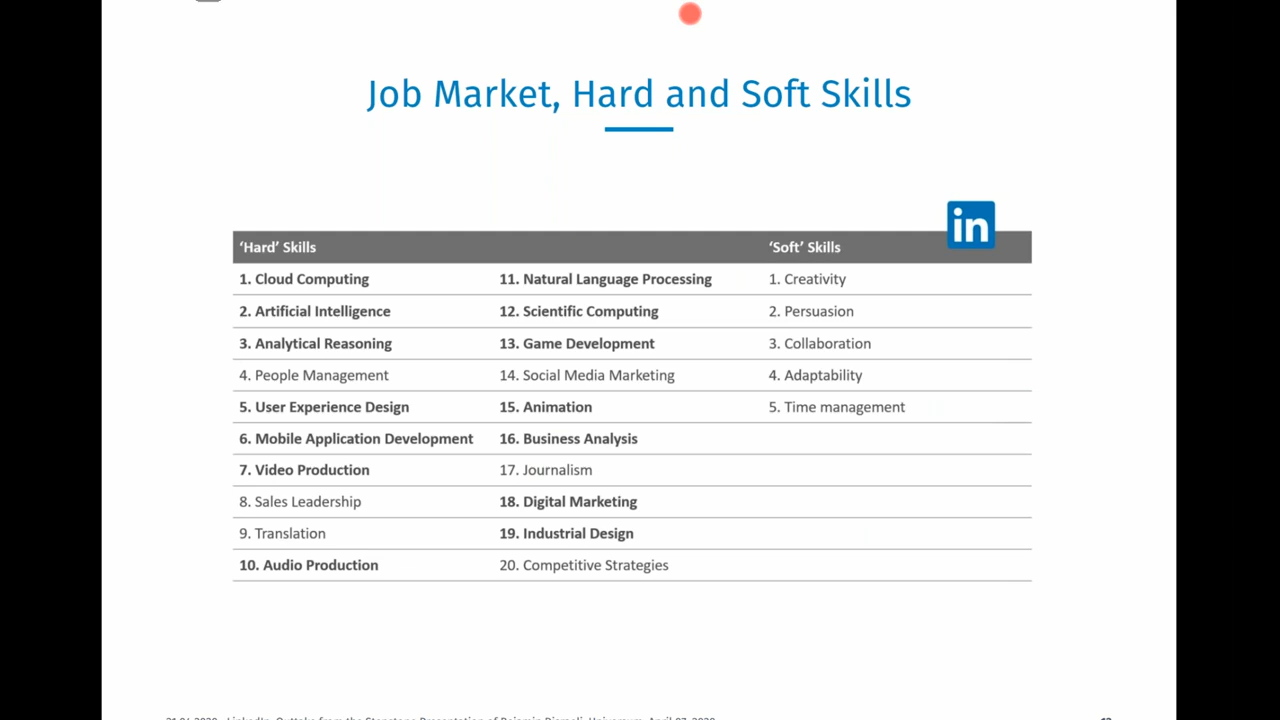 Job Market, Hard and Soft Skills
in
'Hard' Skills 'Soft' Skills
1. Cloud Computing 11. Natural Language Processing 1. Creativity
2. Artificial Intelligence 12. Scientific Computing 2. Persuasion
3. Analytical Reasoning 13. Game Development 3. Collaboration
4. People Management 14. Social Media Marketing 4. Adaptability
5. User Experience Design 15. Animation 5. Time management
6. Mobile Application Development 16. Business Analysis
7. Video Production 17. Journalism
8. Sales Leadership 18. Digital Marketing
9. Translation 19. Industrial Design
10. Audio Production 20. Competitive Strategies